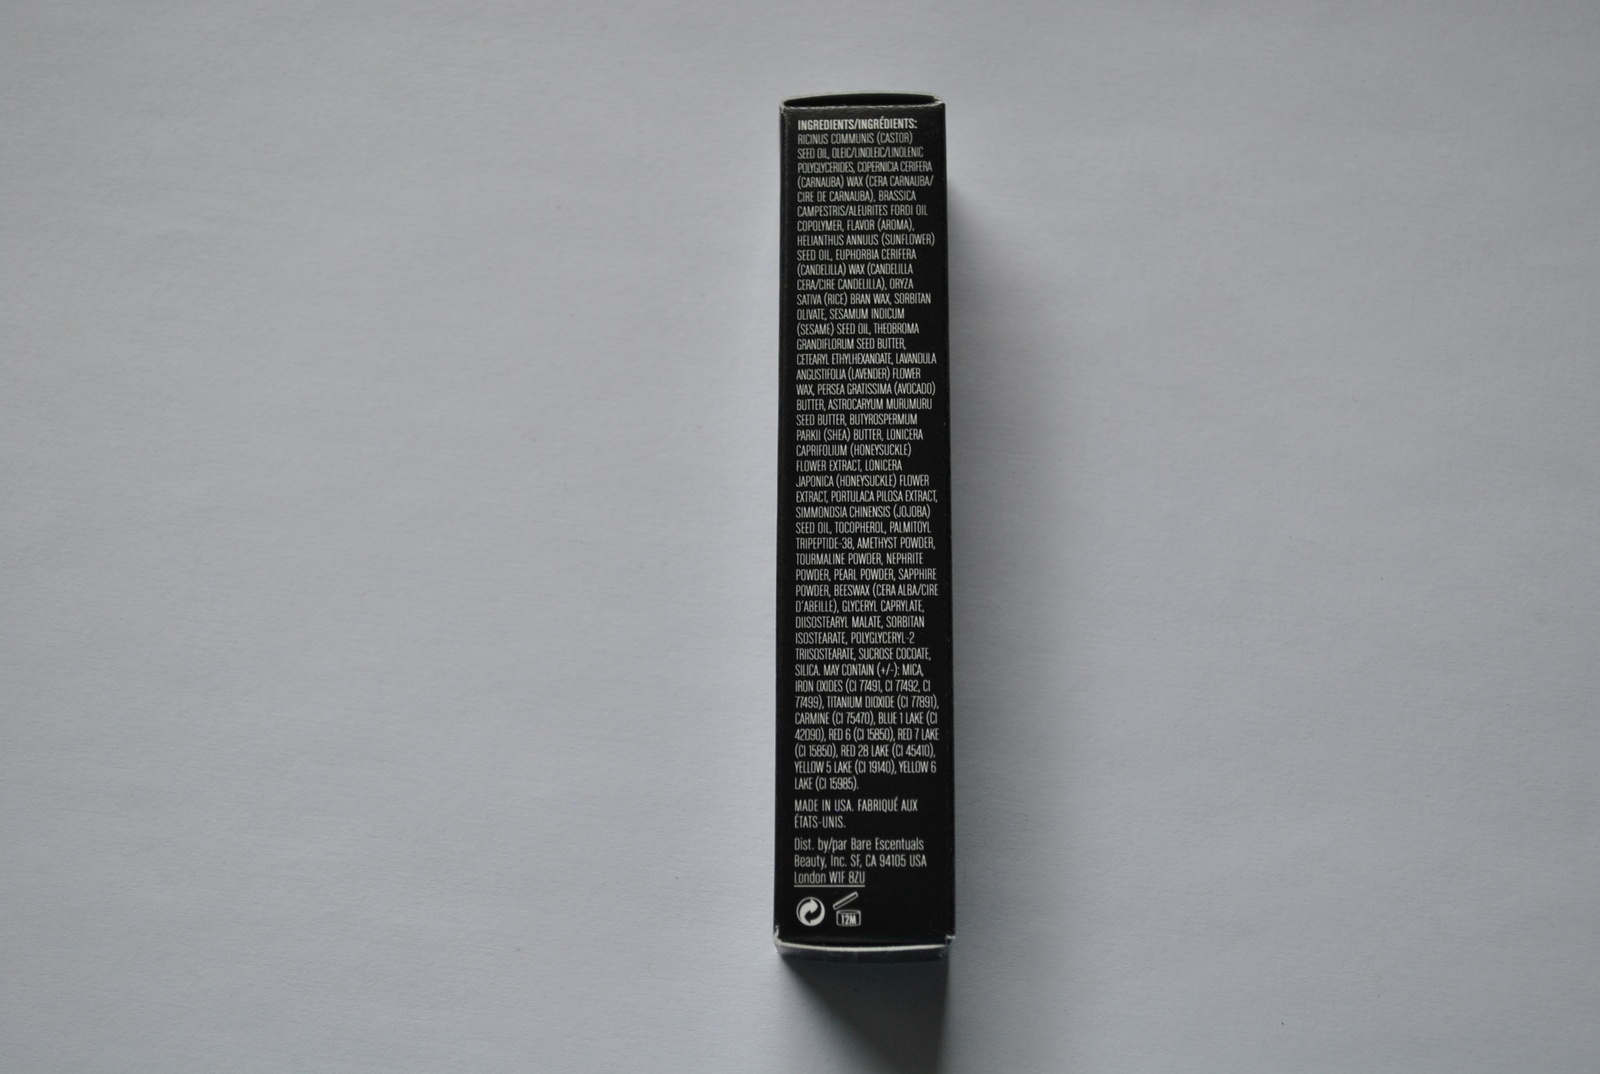 INGREDIENTS/INGRÉDIENTS:
RICINUS COMMUNIS (CASTOR)
SEED OIL, OLEIC/LINOLEIC/LINOLENIC
POLYGLYCERIDES, COPERNICIA CERIFERA
(CARNAUBA) WAX (CERA CARNAUBA/
CIRE DE CARNAUBA), BRASSICA
CAMPESTRIS/ALEURITES FORDI OIL
COPOLYMER, FLAVOR (AROMA),
HELIANTHUS ANNUUS (SUNFLOWER)
SEED OIL, EUPHORBIA CERIFERA
(CANDELILLA) WAX (CANDELILLA
CERA/CIRE CANDELILLA), ORYZA
SATIVA (RICE) BRAN WAX, SORBITAN
OLIVATE, SESAMUM INDICUM
(SESAME) SEED OIL, THEOBROMA
GRANDIFLORUM SEED BUTTER,
CETEARYL ETHYLHEXANOATE, LAVANDULA
ANGUSTIFOLIA (LAVENDER) FLOWER
WAX, PERSEA GRATISSIMA (AVOCADO)
BUTTER, ASTROCARYUM MURUMURU
SEED BUTTER, BUTYROSPERMUM
PARKII (SHEA) BUTTER, LONICERA
CAPRIFOLIUM (HONEYSUCKLE)
FLOWER EXTRACT, LONICERA
JAPONICA (HONEYSUCKLE) FLOWER
EXTRACT, PORTULACA PILOSA EXTRACT,
SIMMONDSIA CHINENSIS (JOJOBA)
SEED OIL, TOCOPHEROL, PALMITOYL
TRIPEPTIDE-38, AMETHYST POWDER,
TOURMALINE POWDER, NEPHRITE
POWDER, PEARL POWDER, SAPPHIRE
POWDER, BEESWAX (CERA ALBA/CIRE
D'ABEILLE), GLYCERYL CAPRYLATE,
DIISOSTEARYL MALATE, SORBITAN
ISOSTEARATE, POLYGLYCERYL-2
TRIISOSTEARATE, SUCROSE COCOATE,
SILICA. MAY CONTAIN (+/-): MICA,
IRON OXIDES (CI 77491, CI 77492, CI
77499), TITANIUM DIOXIDE (CI 77891),
CARMINE (CI 75470), BLUE 1 LAKE (CI
42090), RED 6 (CI 15850), RED 7 LAKE
(CI 15850), RED 28 LAKE (CI 45410),
YELLOW 5 LAKE (CI 19140), YELLOW 6
LAKE (CI 15985).
MADE IN USA. FABRIQUÉ AUX
ÉTATS-UNIS.
Dist. by/par Bare Escentuals
Beauty, Inc. SF, CA 94105 USA
London W1F 8ZU
12M